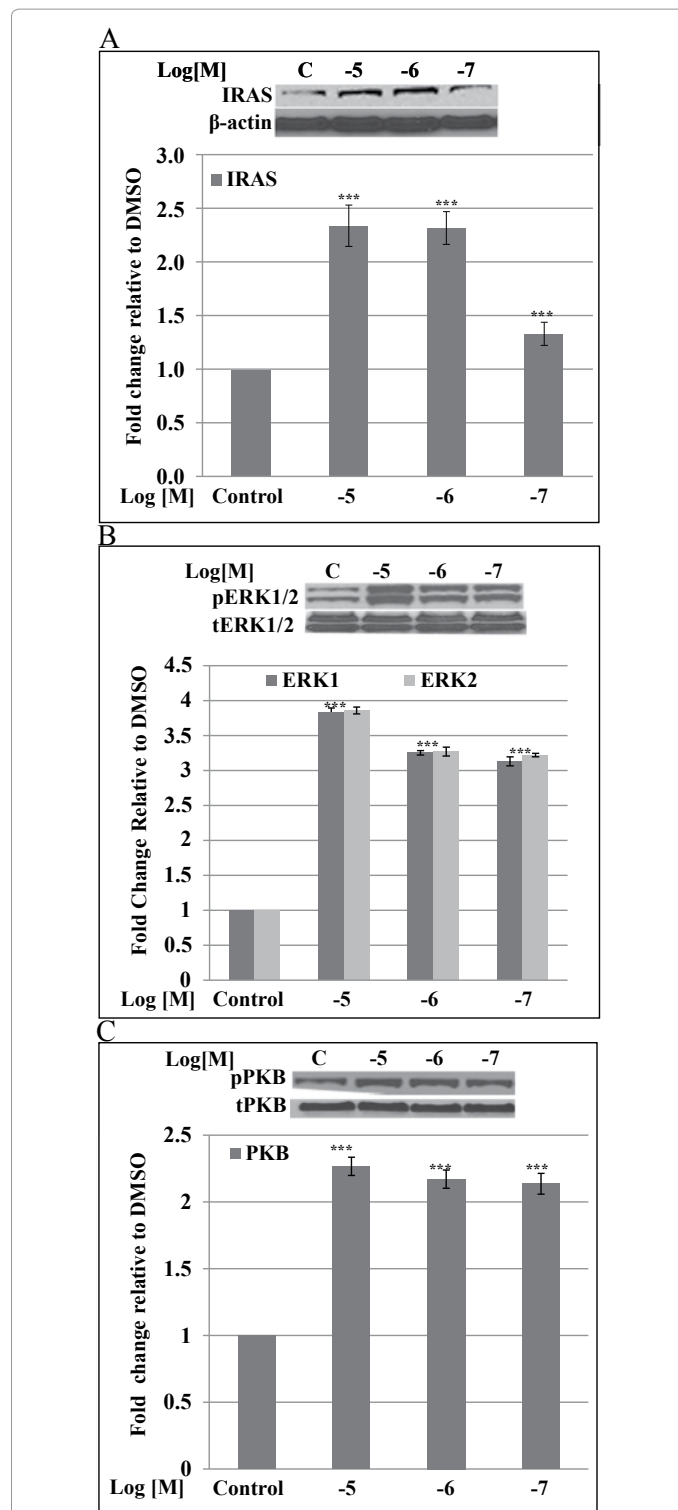 A
Log[M] C -5 -6 -7
IRAS
β-actin
3.0
2.5
2.0
1.5
1.0
0.5
0.0
Fold change relative to DMSO
IRAS
***
***
***
Log [M] Control -5 -6 -7
B
Log[M] C -5 -6 -7
pERK1/2
tERK1/2
4.5
4
3.5
3
2.5
2
1.5
1
0.5
0
Fold Change Relative to DMSO
ERK1 ERK2
***
***
***
Log [M] Control -5 -6 -7
C
Log[M] C -5 -6 -7
pPKB
tPKB
2.5
2
1.5
1
0.5
0
Fold change relative to DMSO
PKB
***
***
***
Log [M] Control -5 -6 -7